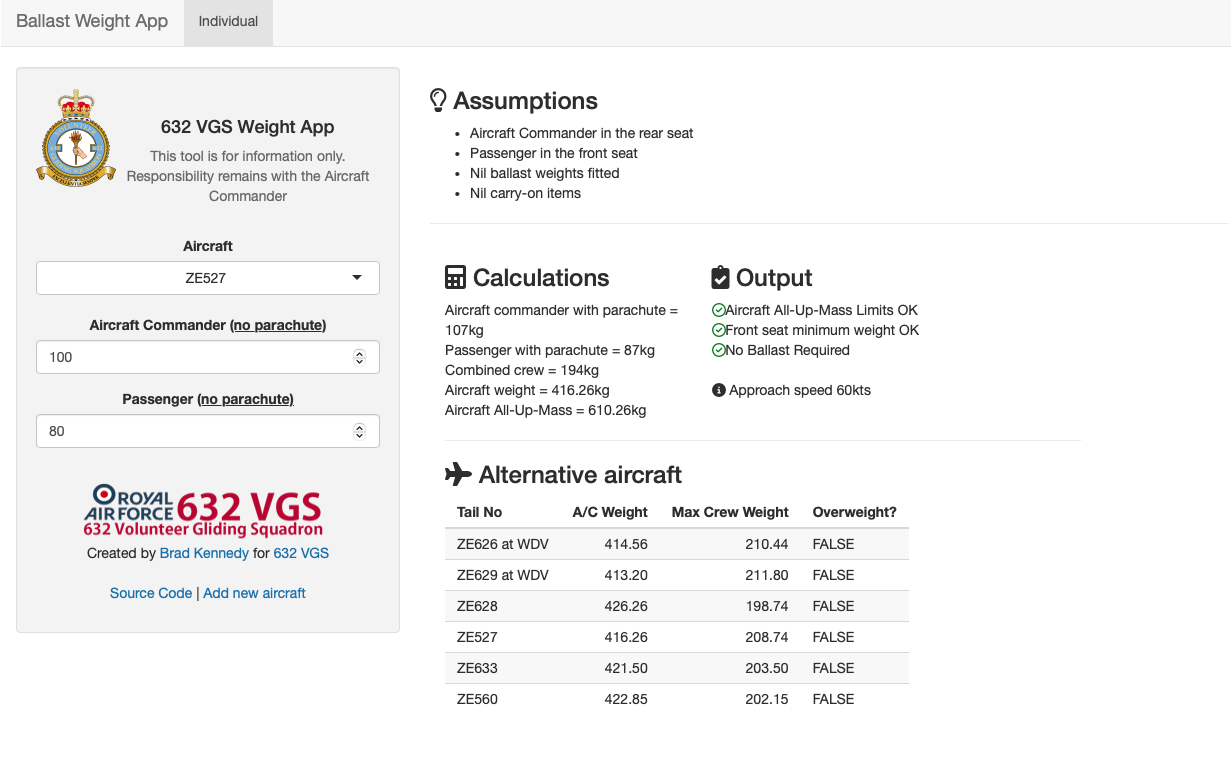 Ballast Weight App
Individual
632 VGS Weight App
This tool is for information only.
Responsibility remains with the Aircraft
Commander
Aircraft
ZE527
Aircraft Commander (no parachute)
100
Passenger (no parachute)
80
ROYAL
AIR FORCE 632 VGS
632 Volunteer Gliding Squadron
Created by Brad Kennedy for 632 VGS
Source Code | Add new aircraft
Assumptions
• Aircraft Commander in the rear seat
• Passenger in the front seat
• Nil ballast weights fitted
• Nil carry-on items
Calculations
Aircraft commander with parachute =
107kg
Passenger with parachute = 87kg
Combined crew = 194kg
Aircraft weight = 416.26kg
Aircraft All-Up-Mass = 610.26kg
Output
Aircraft All-Up-Mass Limits OK
Front seat minimum weight OK
No Ballast Required
Approach speed 60kts
Alternative aircraft
Tail No A/C Weight Max Crew Weight Overweight?
ZE626 at WDV 414.56 210.44 FALSE
ZE629 at WDV 413.20 211.80 FALSE
ZE628 426.26 198.74 FALSE
ZE527 416.26 208.74 FALSE
ZE633 421.50 203.50 FALSE
ZE560 422.85 202.15 FALSE